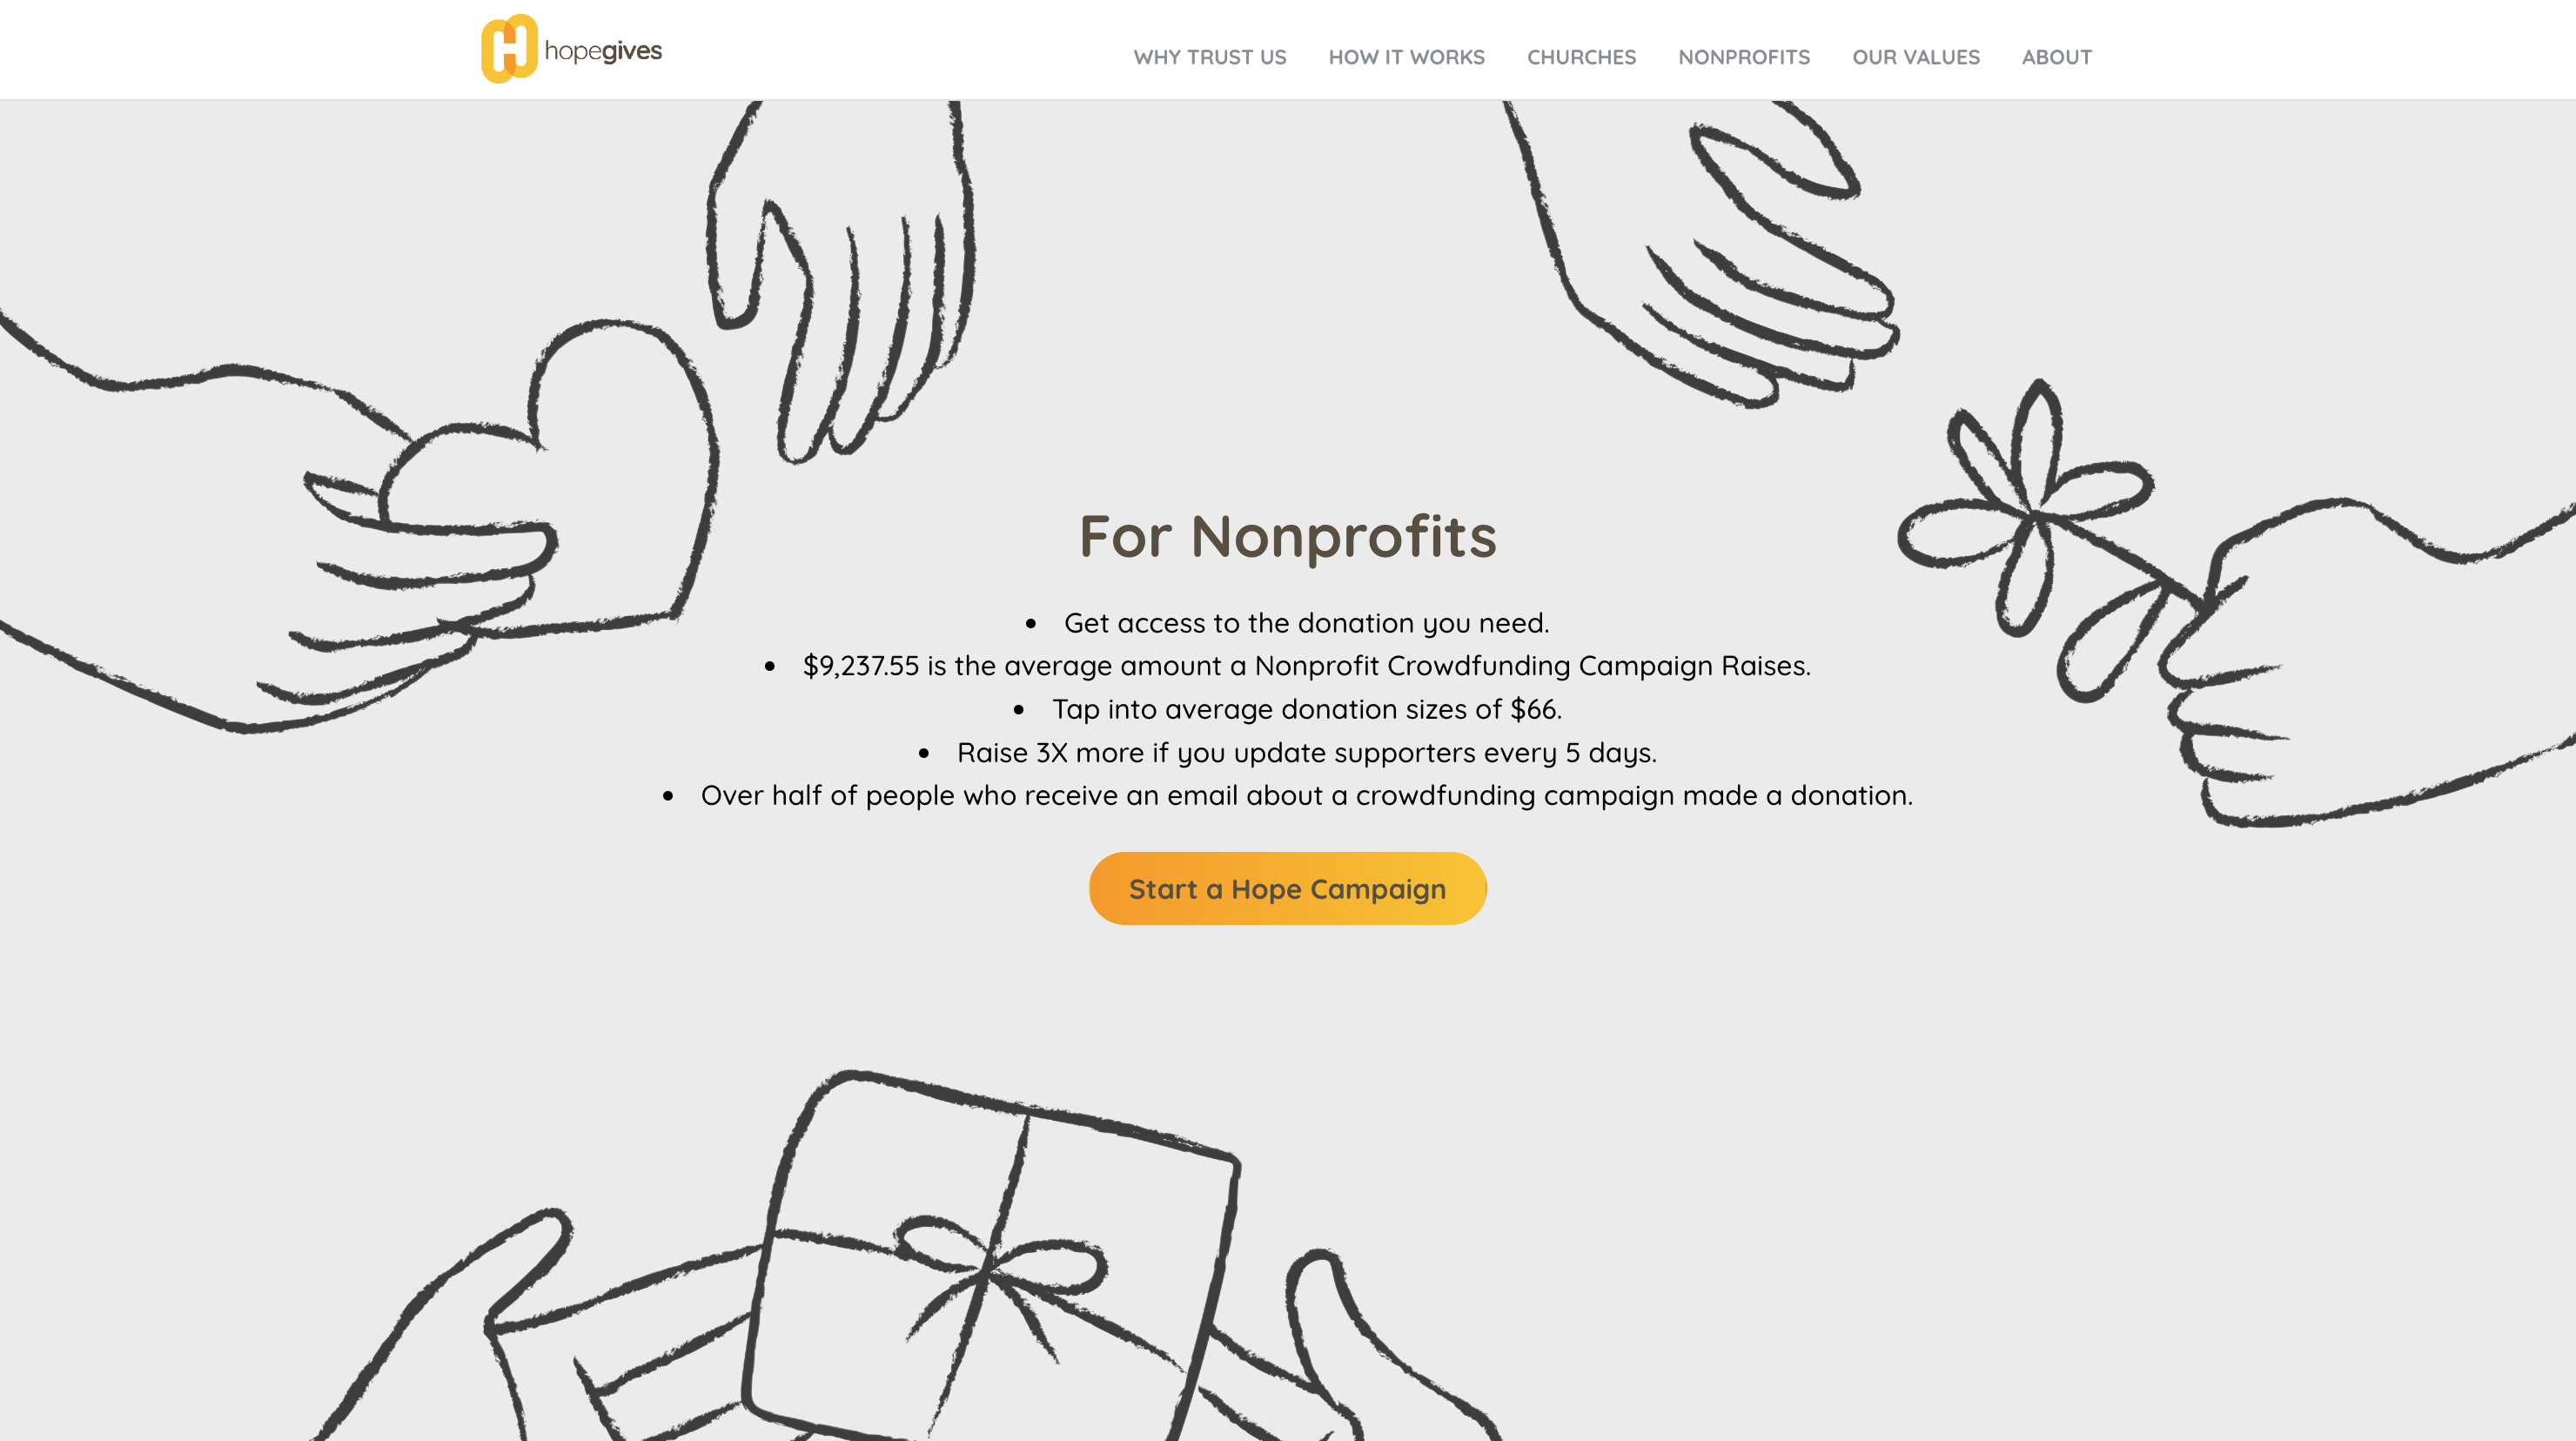 hopegives
WHY TRUST US HOW IT WORKS CHURCHES NONPROFITS OUR VALUES ABOUT
For Nonprofits
• Get access to the donation you need.
• $9,237.55 is the average amount a Nonprofit Crowdfunding Campaign Raises.
• Tap into average donation sizes of $66.
• Raise 3X more if you update supporters every 5 days.
• Over half of people who receive an email about a crowdfunding campaign made a donation.
Start a Hope Campaign